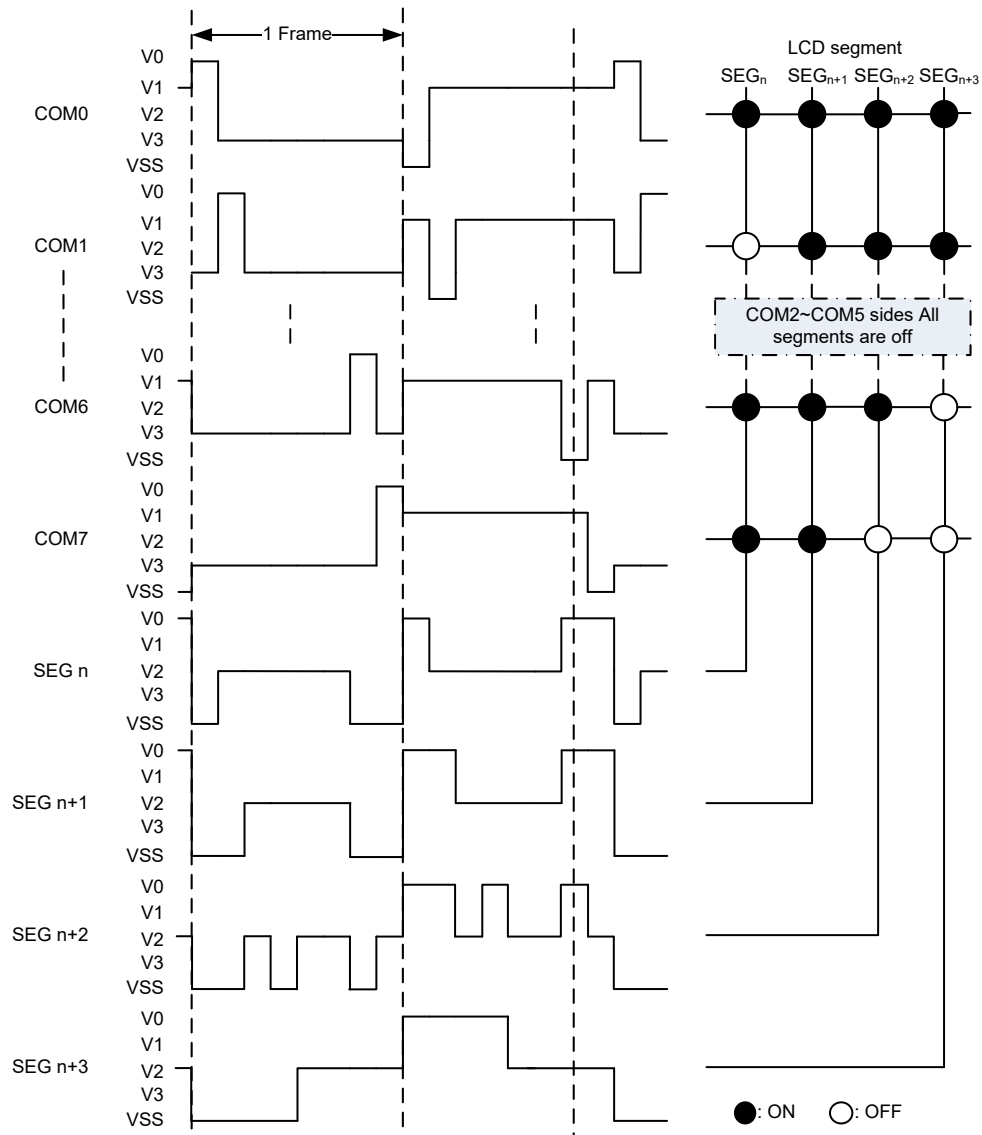 1 Frame
LCD segment
SEGn SEGn+1 SEGn+2 SEGn+3
COM0
V0
V1
V2
V3
VSS
COM1
V0
V1
V2
V3
VSS
COM2~COM5 sides All
segments are off
COM6
V0
V1
V2
V3
VSS
COM7
V0
V1
V2
V3
VSS
SEG n
V0
V1
V2
V3
VSS
SEG n+1
V0
V1
V2
V3
VSS
SEG n+2
V0
V1
V2
V3
VSS
SEG n+3
V0
V1
V2
V3
VSS
: ON : OFF